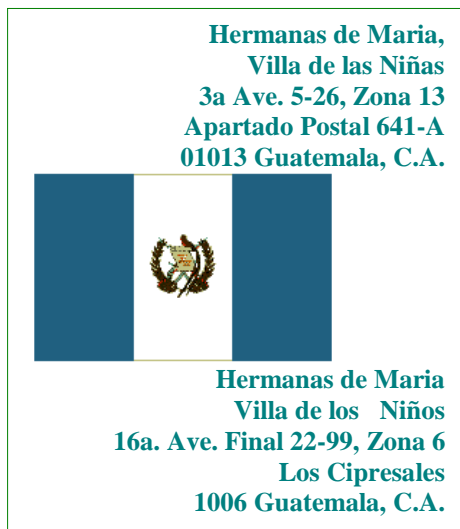 Hermanas de Maria,
Villa de las Niñas
3a Ave. 5-26, Zona 13
Apartado Postal 641-A
01013 Guatemala, C.A.
Hermanas de Maria
Villa de los Niños
16a. Ave. Final 22-99, Zona 6
Los Cipresales
1006 Guatemala, C.A.